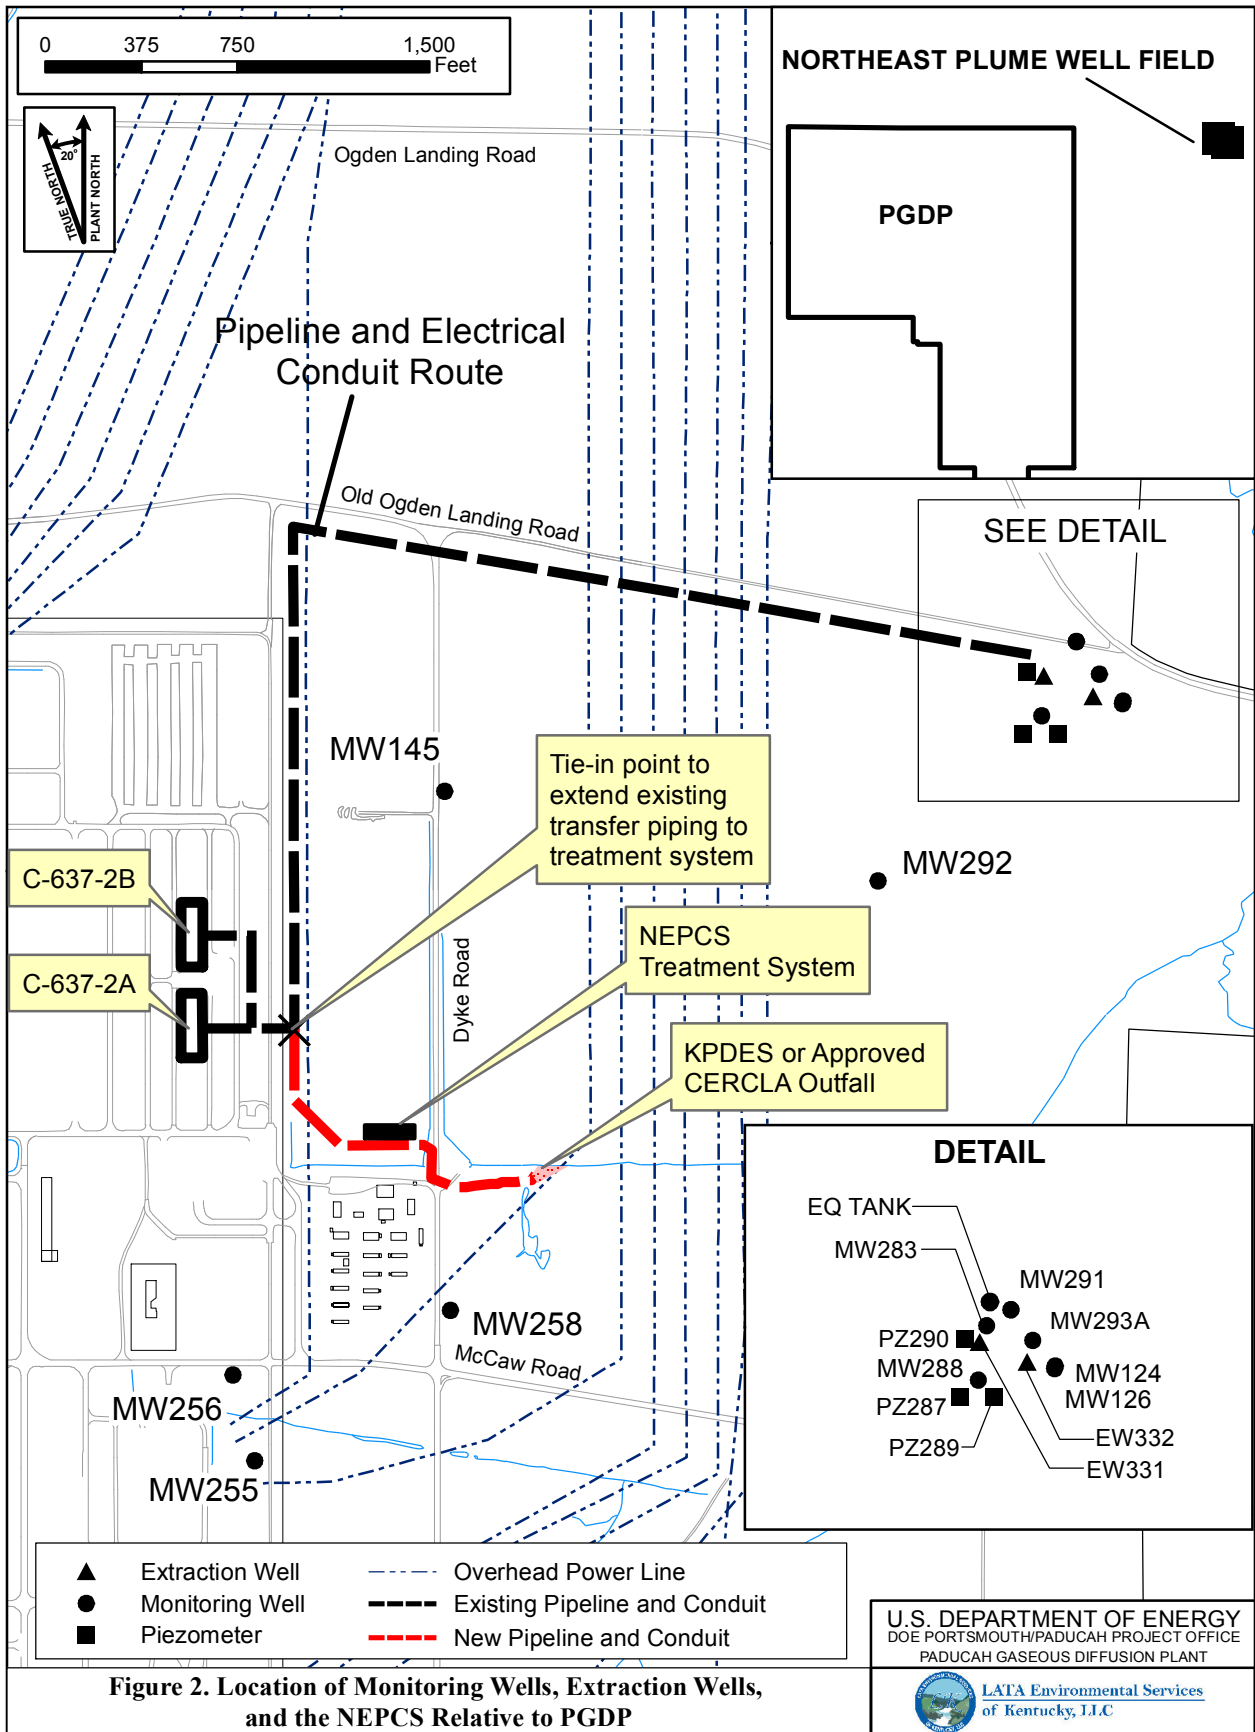 0 375 750 1,500
Feet
NORTHEAST PLUME WELL FIELD
20°
TRUE NORTH
PLANT NORTH
Ogden Landing Road
PGDP
Pipeline and Electrical
Conduit Route
Old Ogden Landing Road
SEE DETAIL
MW145
Tie-in point to
extend existing
transfer piping to
treatment system
C-637-2B
MW292
NEPCS
Treatment System
C-637-2A
Dyke Road
KPDES or Approved
CERCLA Outfall
DETAIL
EQ TANK
MW283
MW291
MW293A
PZ290
MW288
MW124
MW126
PZ287
EW332
PZ289
EW331
MW258
McCaw Road
MW256
MW255
Extraction Well
Monitoring Well
Piezometer
Overhead Power Line
Existing Pipeline and Conduit
New Pipeline and Conduit
U.S. DEPARTMENT OF ENERGY
DOE PORTSMOUTH/PADUCAH PROJECT OFFICE
PADUCAH GASEOUS DIFFUSION PLANT
Figure 2. Location of Monitoring Wells, Extraction Wells,
and the NEPCS Relative to PGDP
LATA Environmental Services
of Kentucky, LLC